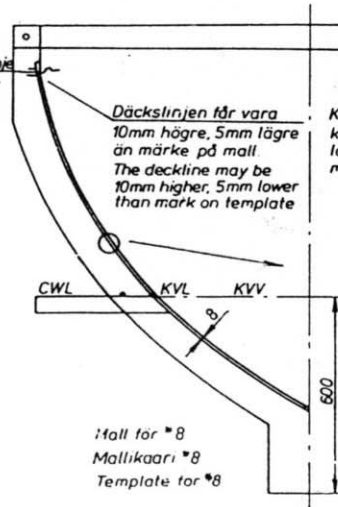 Däckslinjen får vara
10mm högre, 5mm lägre
än märke på mall.
The deckline may be
10mm higher, 5mm lower
than mark on template
CWL KVL KVV
8
600
Mall för *8
Mallikaari *8
Template for *8